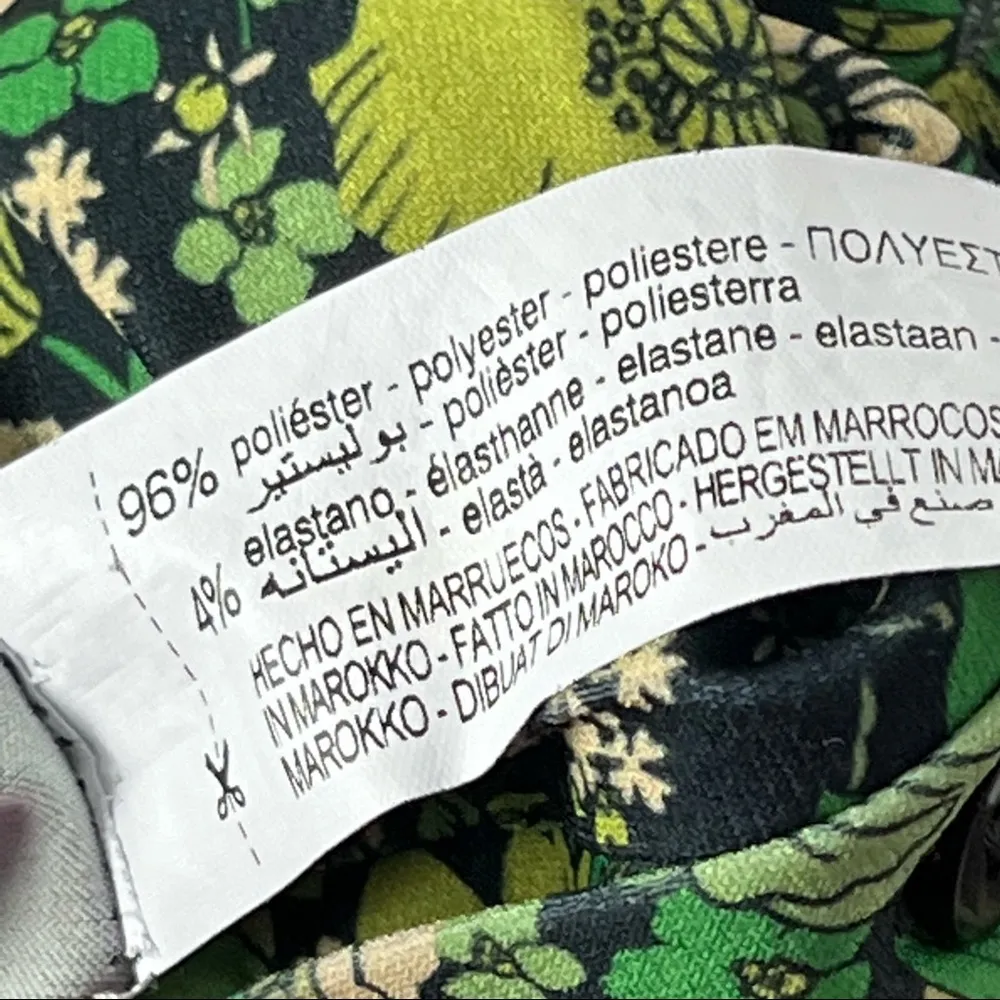 96% poliéster - polyester - poliestere - ΠΟΛΥΕΣΤ
بوليستير - polièster - poliesterra
4% elastano - élasthanne - elastane - elastaan -
اليستانه - elastà - elastanoa
HECHO EN MARRUECOS - FABRICADO EM MARROCOS
IN MAROKKO - FATTO IN MAROCCO - HERGESTELLT IN MA
MAROKKO - DIBUAT DI MAROKO - صنع في المغرب